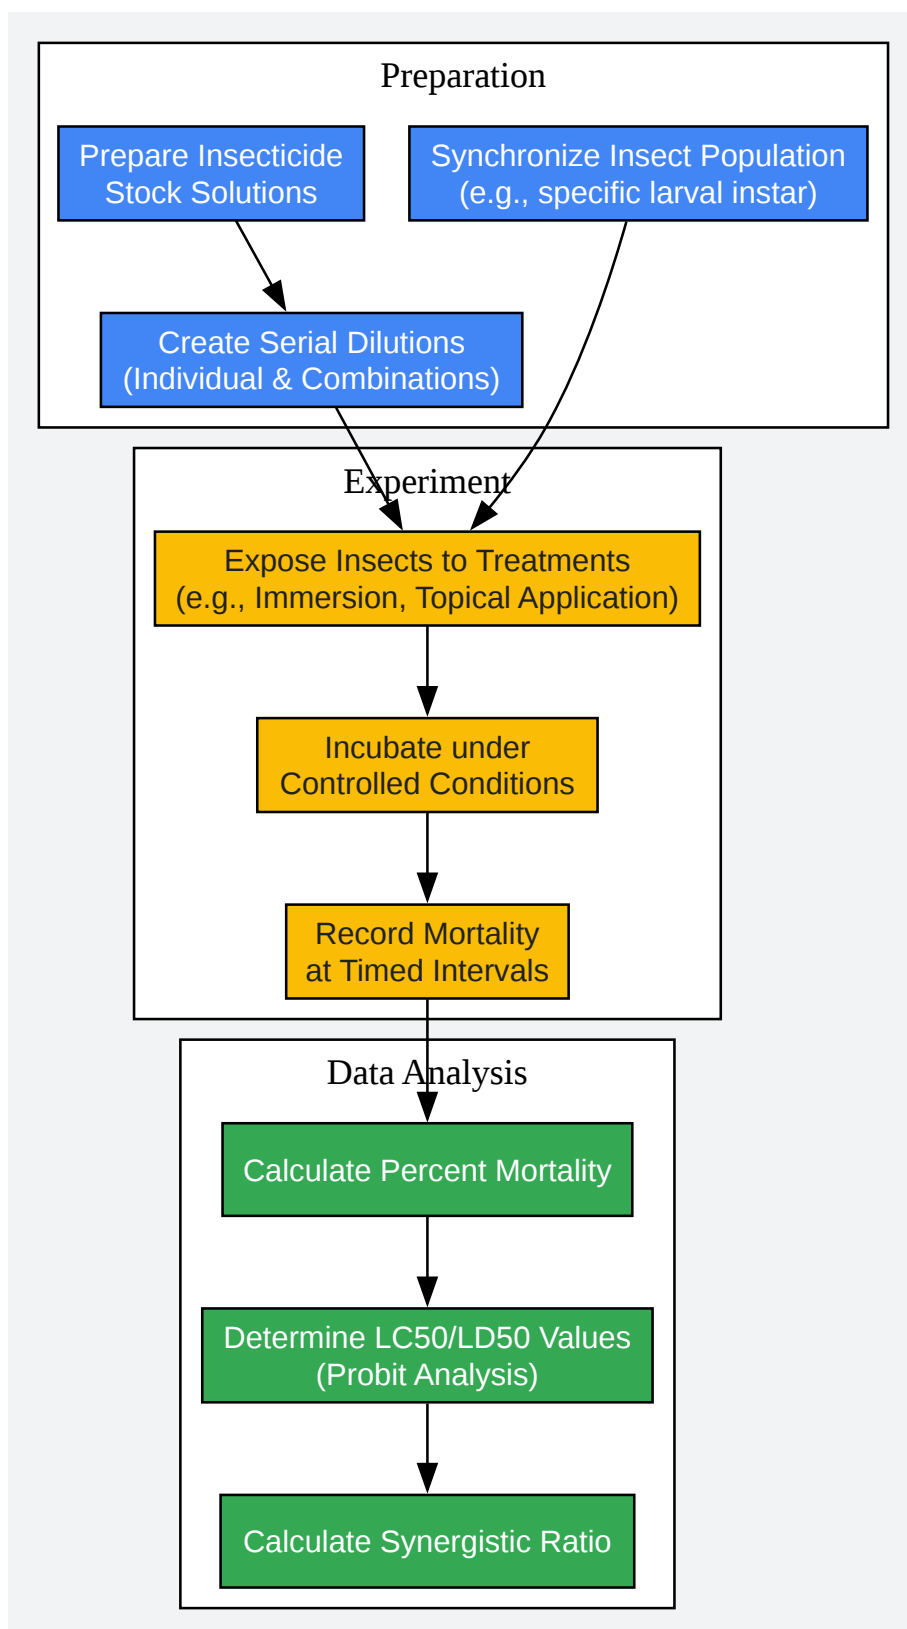 Preparation
Prepare Insecticide
Stock Solutions
Synchronize Insect Population
(e.g., specific larval instar)
Create Serial Dilutions
(Individual & Combinations)
Experiment
Expose Insects to Treatments
(e.g., Immersion, Topical Application)
Incubate under
Controlled Conditions
Record Mortality
at Timed Intervals
Data Analysis
Calculate Percent Mortality
Determine LC50/LD50 Values
(Probit Analysis)
Calculate Synergistic Ratio